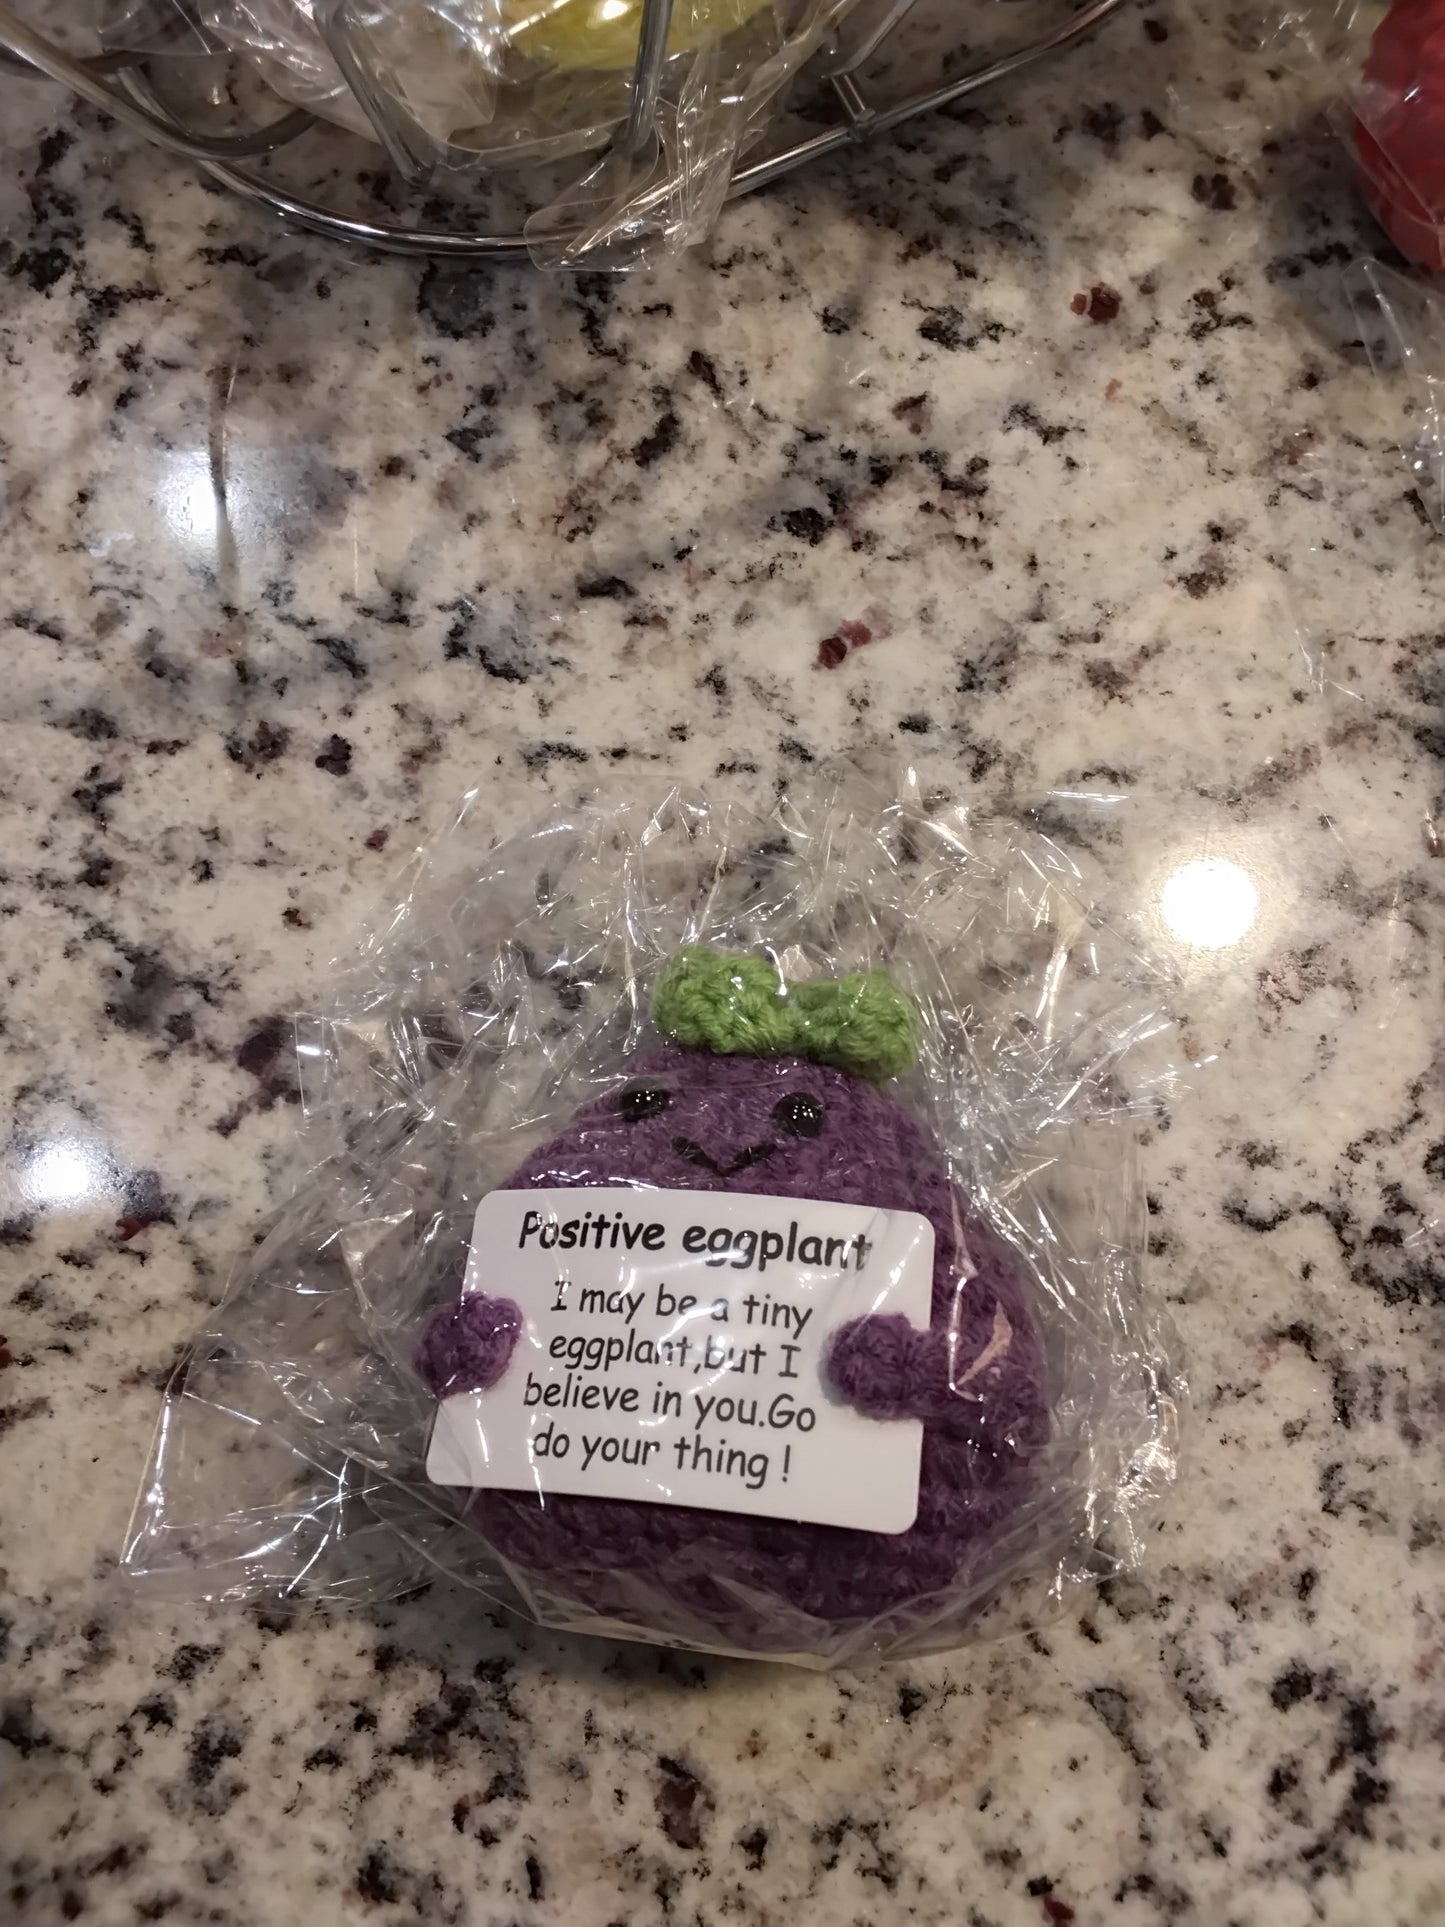 Positive eggplant
I may be a tiny
eggplant,but I
believe in you.Go
do your thing !